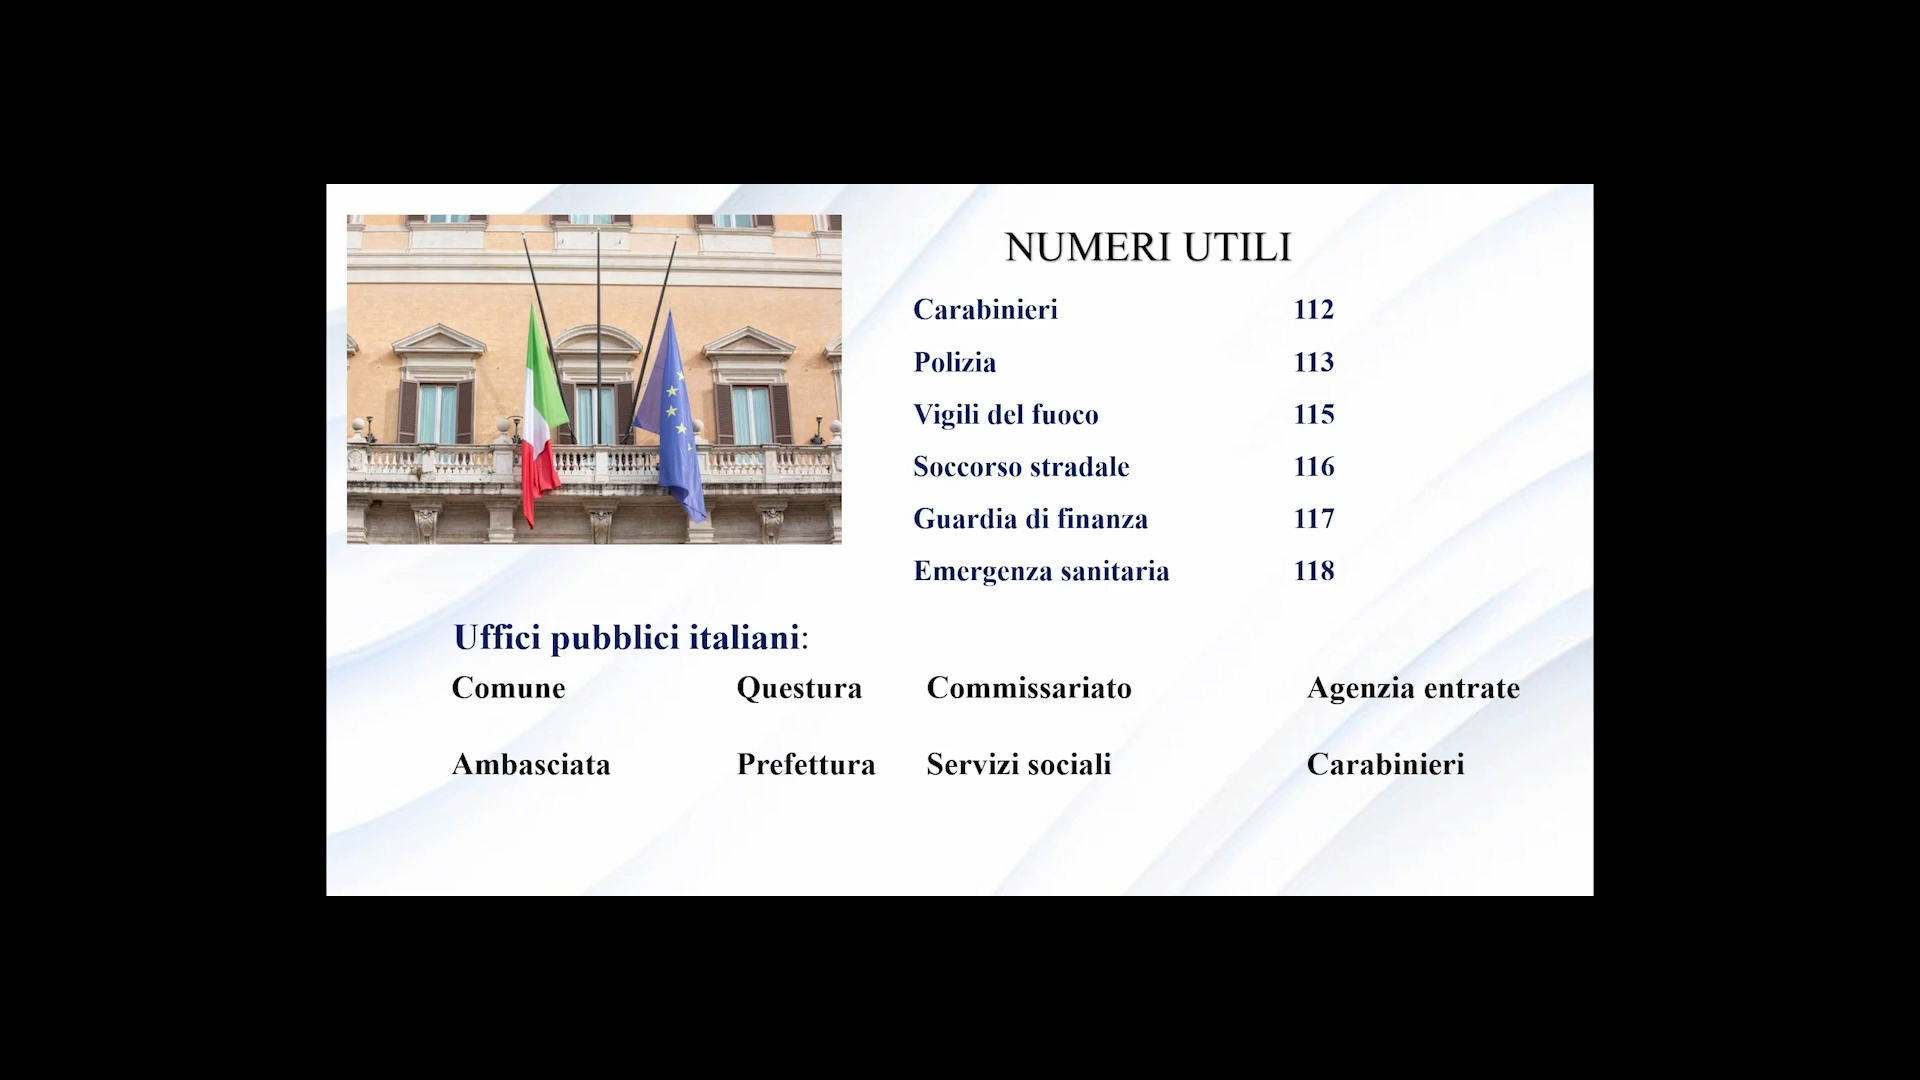 NUMERI UTILI
Carabinieri 112
Polizia 113
Vigili del fuoco 115
Soccorso stradale 116
Guardia di finanza 117
Emergenza sanitaria 118
Uffici pubblici italiani:
Comune Questura Commissariato Agenzia entrate
Ambasciata Prefettura Servizi sociali Carabinieri